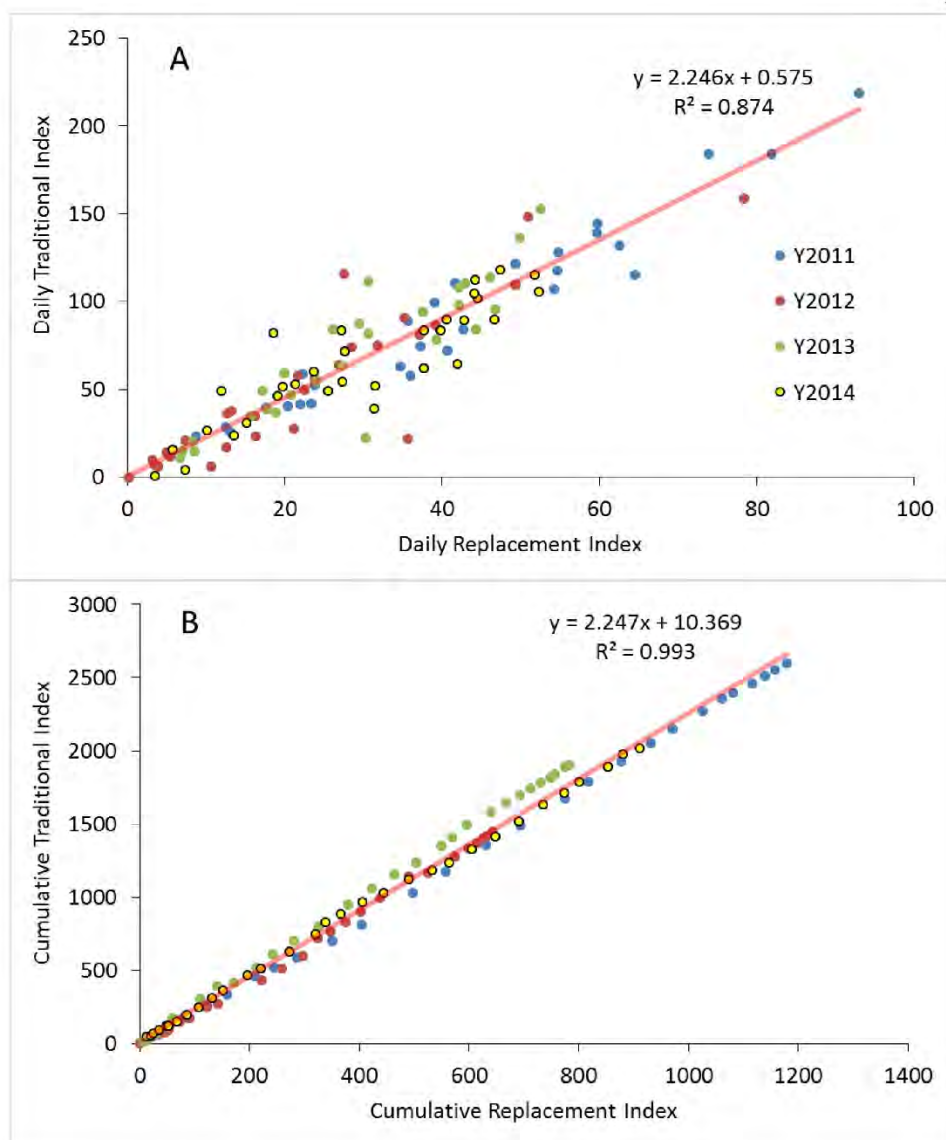 A
y = 2.246x + 0.575
R² = 0.874
Daily Traditional Index
250
200
150
100
50
0
Y2011
Y2012
Y2013
Y2014
0 20 40 60 80 100
Daily Replacement Index
B
y = 2.247x + 10.369
R² = 0.993
Cumulative Traditional Index
3000
2500
2000
1500
1000
500
0
0 200 400 600 800 1000 1200 1400
Cumulative Replacement Index